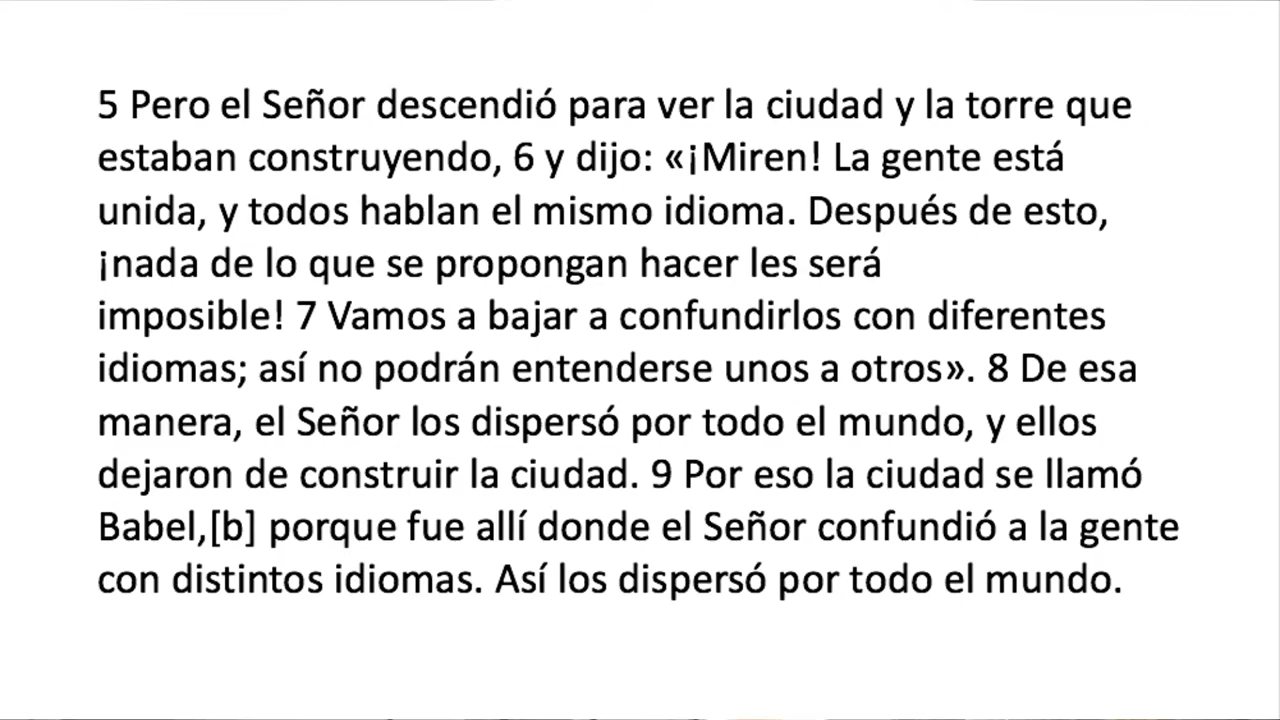 5 Pero el Señor descendió para ver la ciudad y la torre que
estaban construyendo, 6 y dijo: «¡Miren! La gente está
unida, y todos hablan el mismo idioma. Después de esto,
¡nada de lo que se propongan hacer les será
imposible! 7 Vamos a bajar a confundirlos con diferentes
idiomas; así no podrán entenderse unos a otros». 8 De esa
manera, el Señor los dispersó por todo el mundo, y ellos
dejaron de construir la ciudad. 9 Por eso la ciudad se llamó
Babel,[b] porque fue allí donde el Señor confundió a la gente
con distintos idiomas. Así los dispersó por todo el mundo.